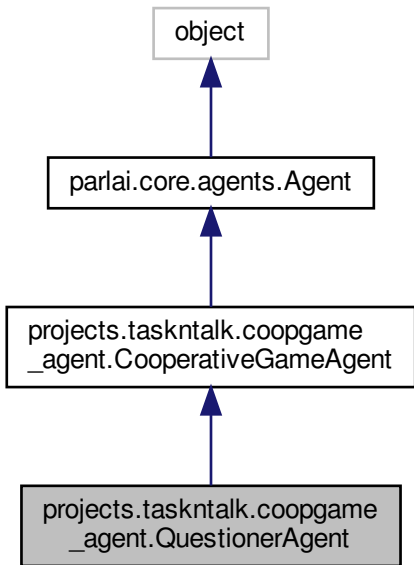 object
parlai.core.agents.Agent
projects.taskntalk.coopgame
_agent.CooperativeGameAgent
projects.taskntalk.coopgame
_agent.QuestionerAgent